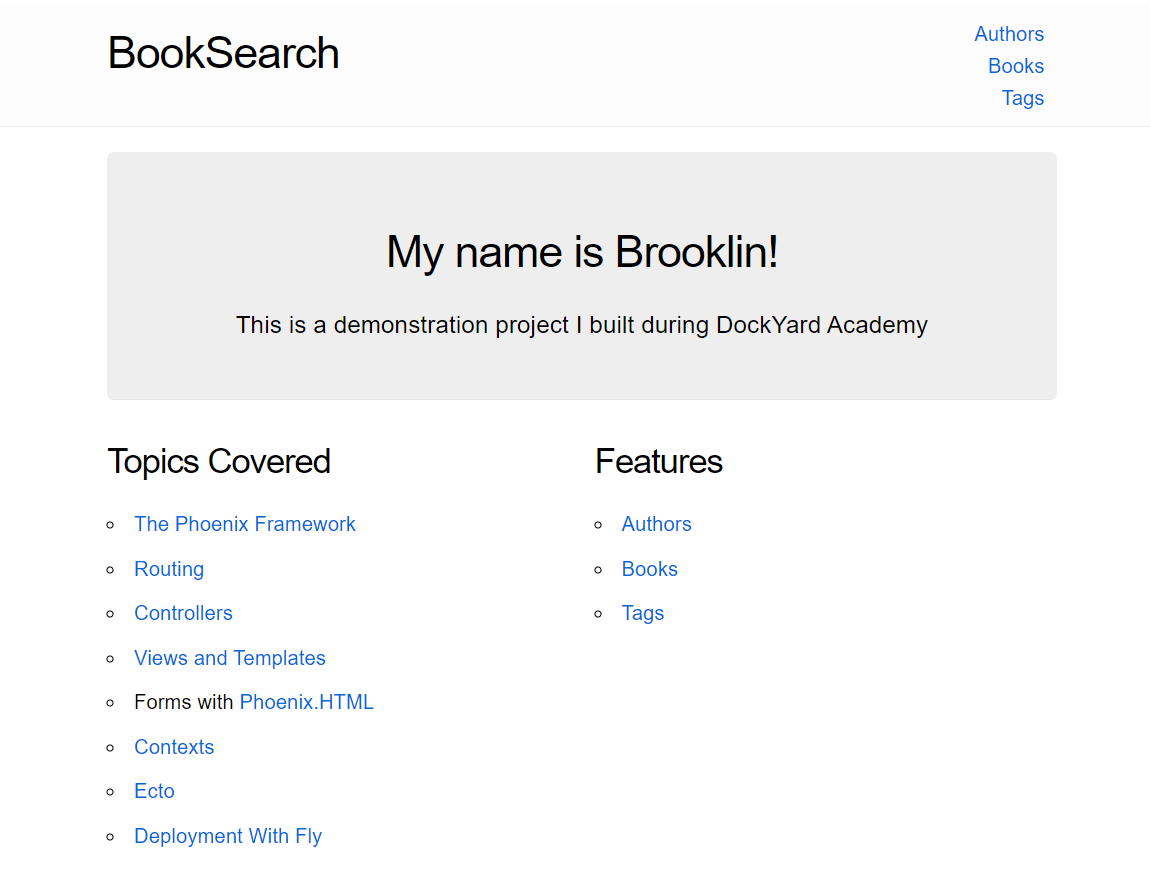 BookSearch
Authors
Books
Tags
My name is Brooklin!
This is a demonstration project I built during DockYard Academy
Topics Covered
The Phoenix Framework
Routing
Controllers
Views and Templates
Forms with Phoenix.HTML
Contexts
Ecto
Deployment With Fly
Features
Authors
Books
Tags